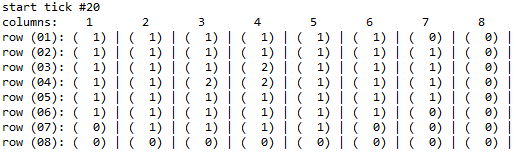 start tick #20
columns: 1 2 3 4 5 6 7 8
row (01): ( 1) | ( 1) | ( 1) | ( 1) | ( 1) | ( 1) | ( 0) | ( 0) |
row (02): ( 1) | ( 1) | ( 1) | ( 1) | ( 1) | ( 1) | ( 1) | ( 0) |
row (03): ( 1) | ( 1) | ( 1) | ( 2) | ( 1) | ( 1) | ( 1) | ( 0) |
row (04): ( 1) | ( 1) | ( 2) | ( 2) | ( 1) | ( 1) | ( 1) | ( 0) |
row (05): ( 1) | ( 1) | ( 1) | ( 1) | ( 1) | ( 1) | ( 1) | ( 0) |
row (06): ( 1) | ( 1) | ( 1) | ( 1) | ( 1) | ( 1) | ( 0) | ( 0) |
row (07): ( 0) | ( 1) | ( 1) | ( 1) | ( 1) | ( 0) | ( 0) | ( 0) |
row (08): ( 0) | ( 0) | ( 0) | ( 0) | ( 0) | ( 0) | ( 0) | ( 0) |